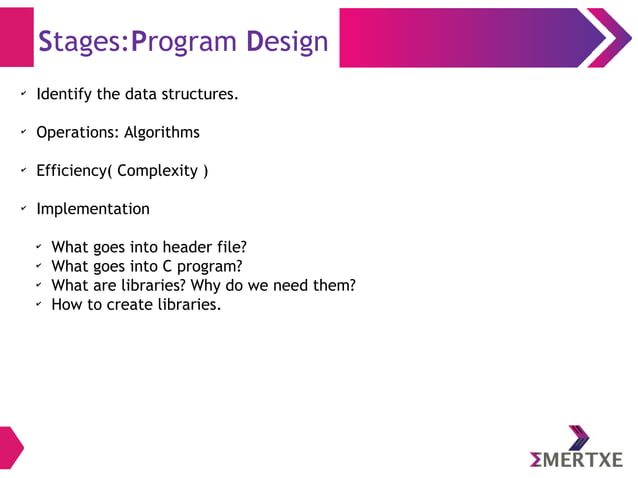 Stages:Program Design
✔ Identify the data structures.
✔ Operations: Algorithms
✔ Efficiency( Complexity )
✔ Implementation
✔ What goes into header file?
✔ What goes into C program?
✔ What are libraries? Why do we need them?
✔ How to create libraries.
EMERTXE